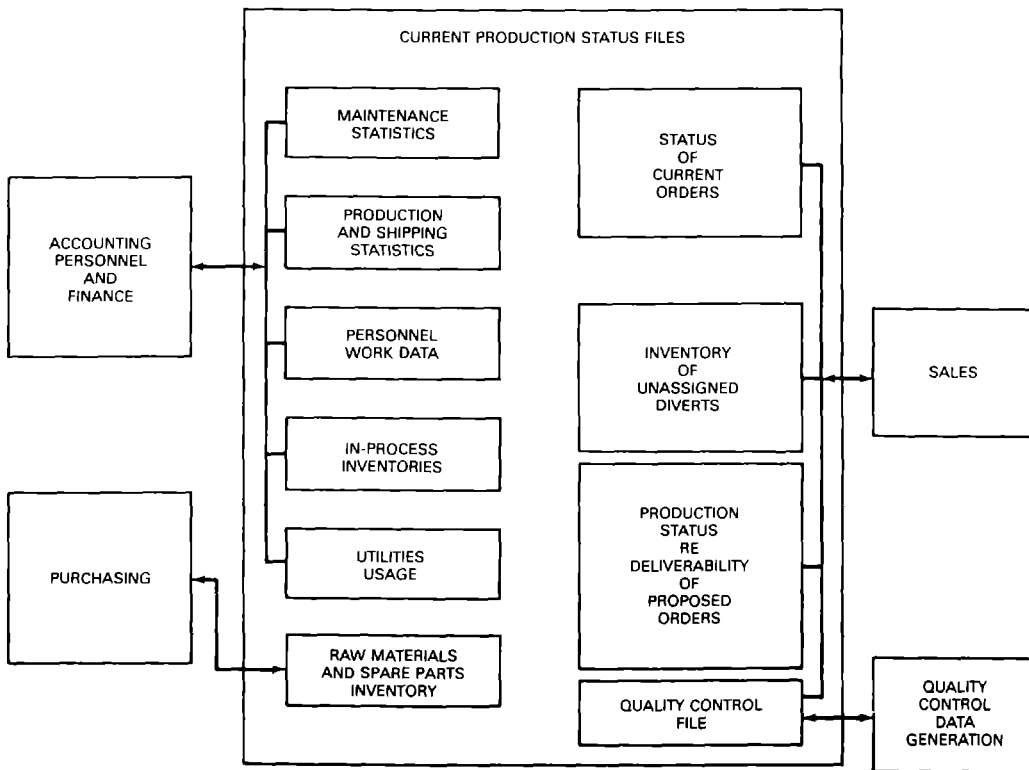 CURRENT PRODUCTION STATUS FILES
MAINTENANCE
STATISTICS
PRODUCTION
AND SHIPPING
STATISTICS
PERSONNEL
WORK DATA
IN-PROCESS
INVENTORIES
UTILITIES
USAGE
RAW MATERIALS
AND SPARE PARTS
INVENTORY
ACCOUNTING
PERSONNEL
AND
FINANCE
PURCHASING
STATUS
OF
CURRENT
ORDERS
INVENTORY
OF
UNASSIGNED
DIVERTS
PRODUCTION
STATUS
RE
DELIVERABILITY
OF
PROPOSED
ORDERS
QUALITY CONTROL
FILE
SALES
QUALITY
CONTROL
DATA
GENERATION